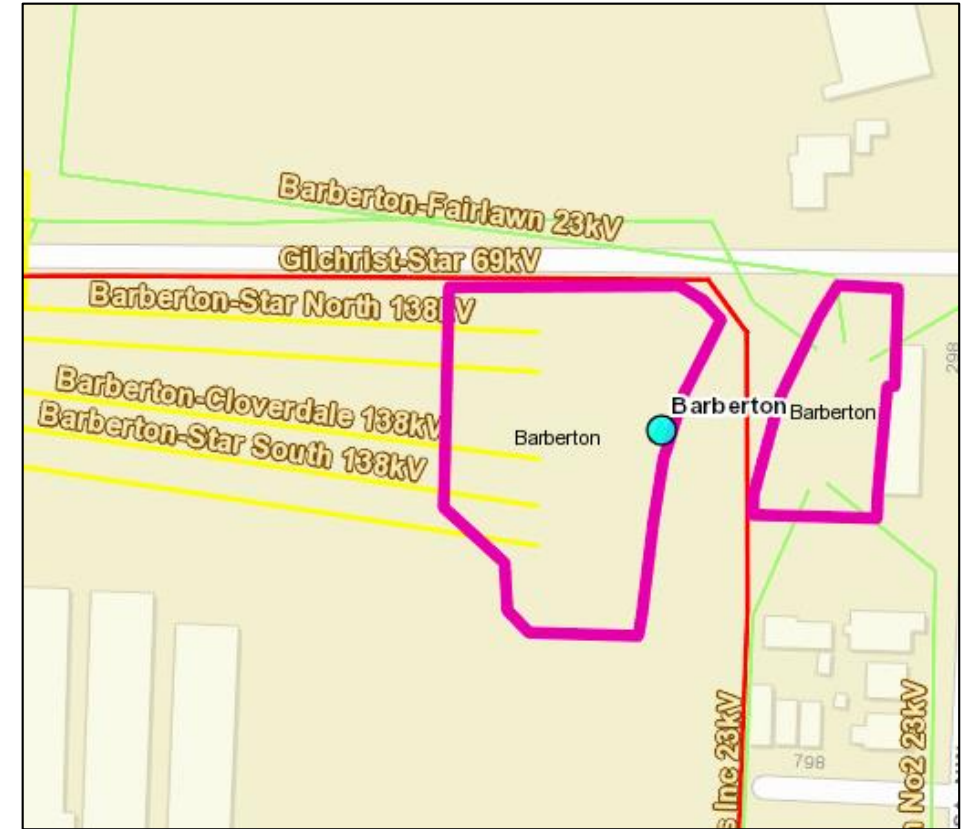 Barberton-Fairlawn 23kV
Gilchrist-Star 69kV
Barberton-Star North 138kV
298
Barberton-Cloverdale 138kV
Barberton
Barberton
Barberton-Star South 138kV
Barberton
s Inc 23kV
No2 23kV
798